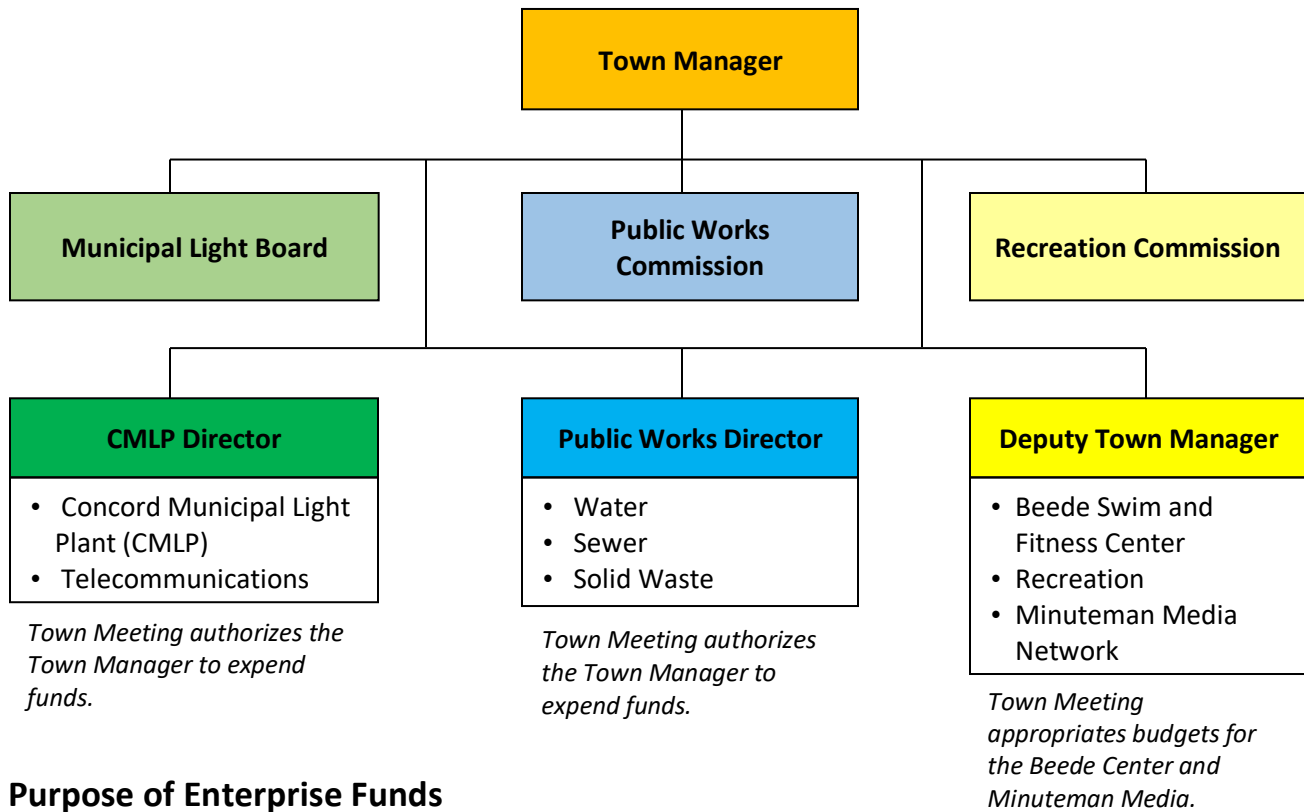 Town Manager
Municipal Light Board
Public Works
Commission
Recreation Commission
CMLP Director
• Concord Municipal Light
Plant (CMLP)
• Telecommunications
Town Meeting authorizes the
Town Manager to expend
funds.
Public Works Director
• Water
• Sewer
• Solid Waste
Town Meeting authorizes
the Town Manager to
expend funds.
Deputy Town Manager
• Beede Swim and
Fitness Center
• Recreation
• Minuteman Media
Network
Town Meeting
appropriates budgets for
the Beede Center and
Minuteman Media.
Purpose of Enterprise Funds